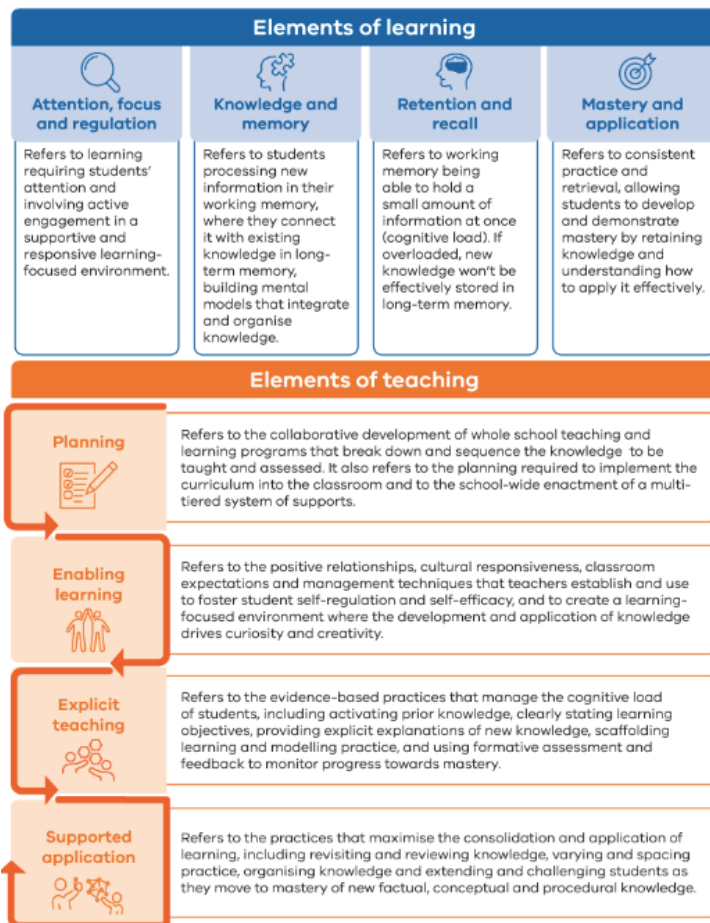 Elements of learning
Attention, focus
and regulation
Refers to learning
requiring students’
attention and
involving active
engagement in a
supportive and
responsive learning-
focused environment.
Knowledge and
memory
Refers to students
processing new
information in their
working memory,
where they connect
it with existing
knowledge in long-
term memory,
building mental
models that integrate
and organise
knowledge.
Retention and
recall
Refers to working
memory being
able to hold a
small amount of
information at once
(cognitive load). If
overloaded, new
knowledge won’t be
effectively stored in
long-term memory.
Mastery and
application
Refers to consistent
practice and
retrieval, allowing
students to develop
and demonstrate
mastery by retaining
knowledge and
understanding how
to apply it effectively.
Elements of teaching
Planning
Refers to the collaborative development of whole school teaching and
learning programs that break down and sequence the knowledge to be
taught and assessed. It also refers to the planning required to implement the
curriculum into the classroom and to the school-wide enactment of a multi-
tiered system of supports.
Enabling
learning
Refers to the positive relationships, cultural responsiveness, classroom
expectations and management techniques that teachers establish and use
to foster student self-regulation and self-efficacy, and to create a learning-
focused environment where the development and application of knowledge
drives curiosity and creativity.
Explicit
teaching
Refers to the evidence-based practices that manage the cognitive load
of students, including activating prior knowledge, clearly stating learning
objectives, providing explicit explanations of new knowledge, scaffolding
learning and modelling practice, and using formative assessment and
feedback to monitor progress towards mastery.
Supported
application
Refers to the practices that maximise the consolidation and application of
learning, including revisiting and reviewing knowledge, varying and spacing
practice, organising knowledge and extending and challenging students as
they move to mastery of new factual, conceptual and procedural knowledge.